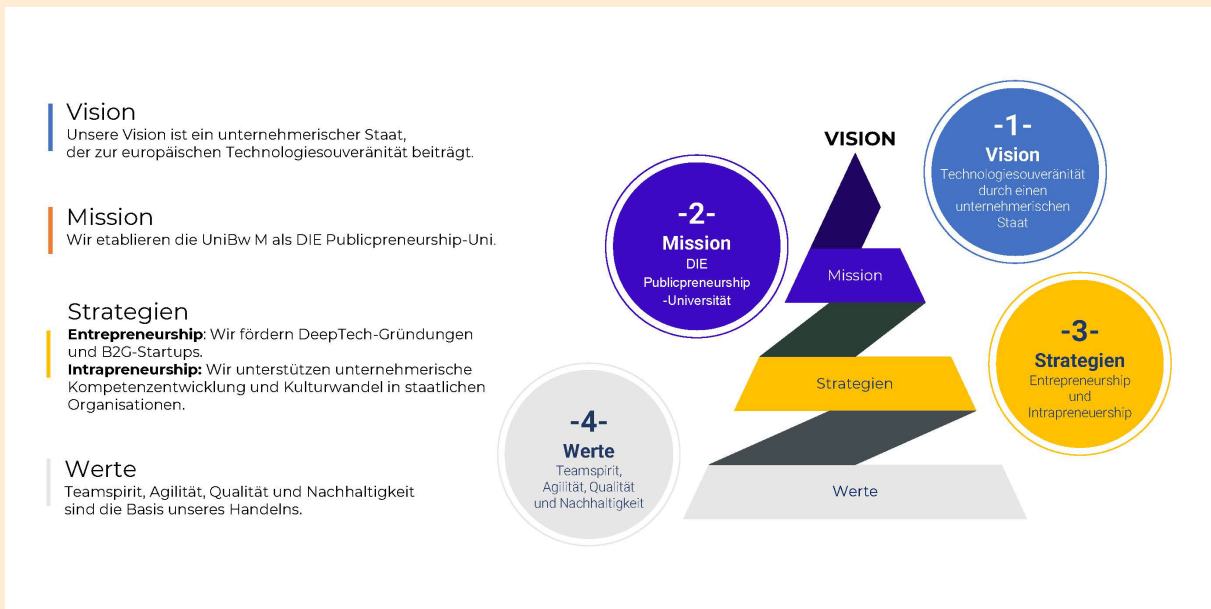 Vision
Unsere Vision ist ein unternehmerischer Staat,
der zur europäischen Technologiesouveränität beiträgt.
Mission
Wir etablieren die UniBw M als DIE Publicpreneurship-Uni.
Strategien
Entrepreneurship: Wir fördern DeepTech-Gründungen
und B2G-Startups.
Intrapreneurship: Wir unterstützen unternehmerische
Kompetenzentwicklung und Kulturwandel in staatlichen
Organisationen.
Werte
Teamspirit, Agilität, Qualität und Nachhaltigkeit
sind die Basis unseres Handelns.
VISION
Mission
Strategien
Werte
-1-
Vision
Technologiesouveränität
durch einen
unternehmerischen
Staat
-2-
Mission
DIE
Publicpreneurship
-Universität
-3-
Strategien
Entrepreneurship
und
Intrapreneuership
-4-
Werte
Teamspirit,
Agilität, Qualität
und Nachhaltigkeit